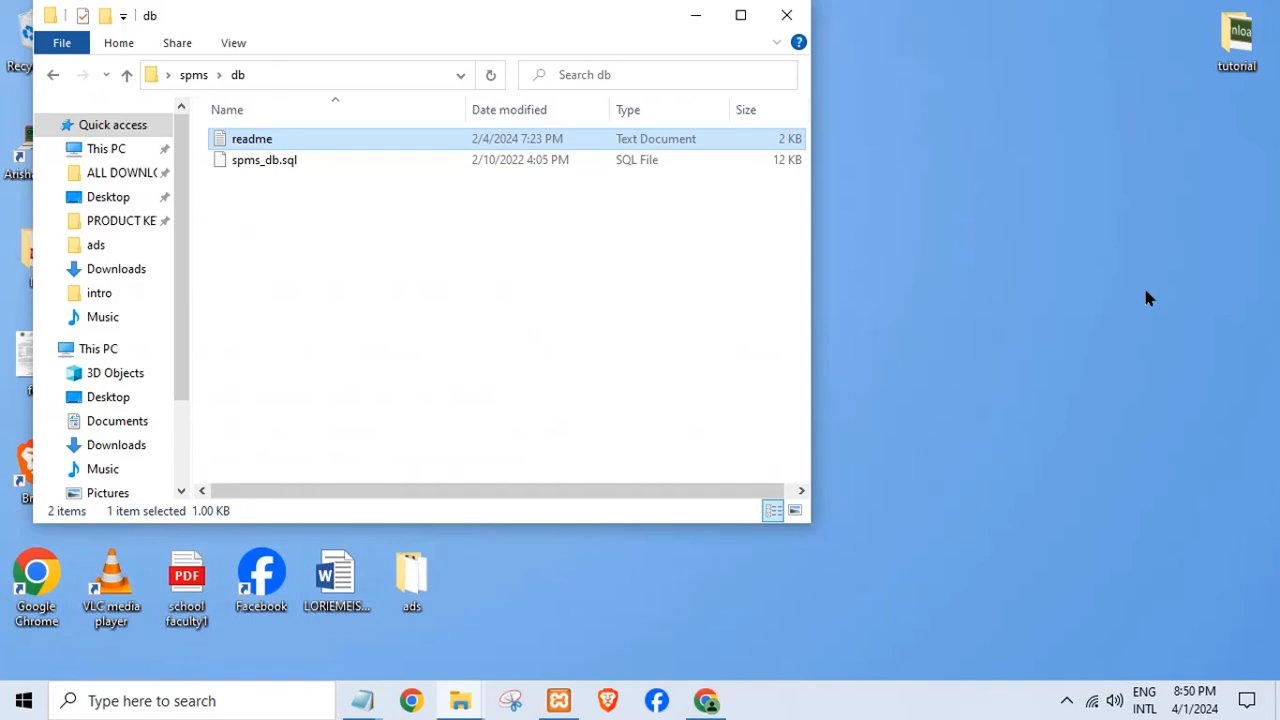 db
File Home Share View
spms db
Search db
Name Date modified Type Size
readme 2/4/2024 7:23 PM Text Document 2 KB
spms_db.sql 2/10/2022 4:05 PM SQL File 12 KB
Quick access
This PC
ALL DOWNL
Desktop
PRODUCT KE
ads
Downloads
intro
Music
This PC
3D Objects
Desktop
Documents
Downloads
Music
Pictures
2 items 1 item selected 1.00 KB
tutorial
Google Chrome
VLC media player
PDF
school faculty1
Facebook
LORIEMEIS...
ads
Type here to search
ENG
INTL
8:50 PM
4/1/2024